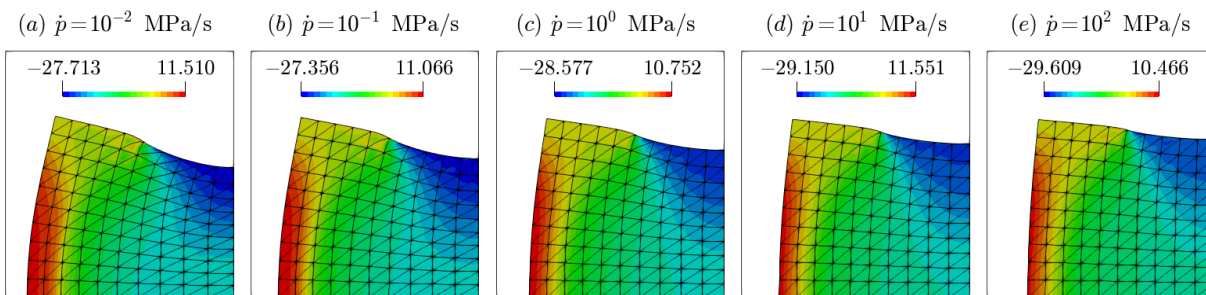 (a) ṗ=10⁻² MPa/s
−27.713 11.510
(b) ṗ=10⁻¹ MPa/s
−27.356 11.066
(c) ṗ=10⁰ MPa/s
−28.577 10.752
(d) ṗ=10¹ MPa/s
−29.150 11.551
(e) ṗ=10² MPa/s
−29.609 10.466